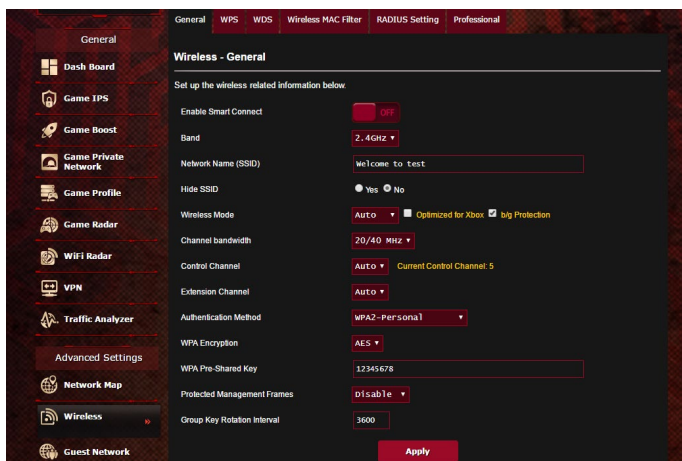 General WPS WDS Wireless MAC Filter RADIUS Setting Professional
General
Dash Board
Game IPS
Game Boost
Game Private
Network
Game Profile
Game Radar
WiFi Radar
VPN
Traffic Analyzer
Advanced Settings
Network Map
Wireless »
Guest Network
Wireless - General
Set up the wireless related information below.
Enable Smart Connect OFF
Band 2.4GHz
Network Name (SSID) Welcome to test
Hide SSID Yes No
Wireless Mode Auto Optimized for Xbox b/g Protection
Channel bandwidth 20/40 MHz
Control Channel Auto Current Control Channel: 5
Extension Channel Auto
Authentication Method WPA2-Personal
WPA Encryption AES
WPA Pre-Shared Key 12345678
Protected Management Frames Disable
Group Key Rotation Interval 3600
Apply